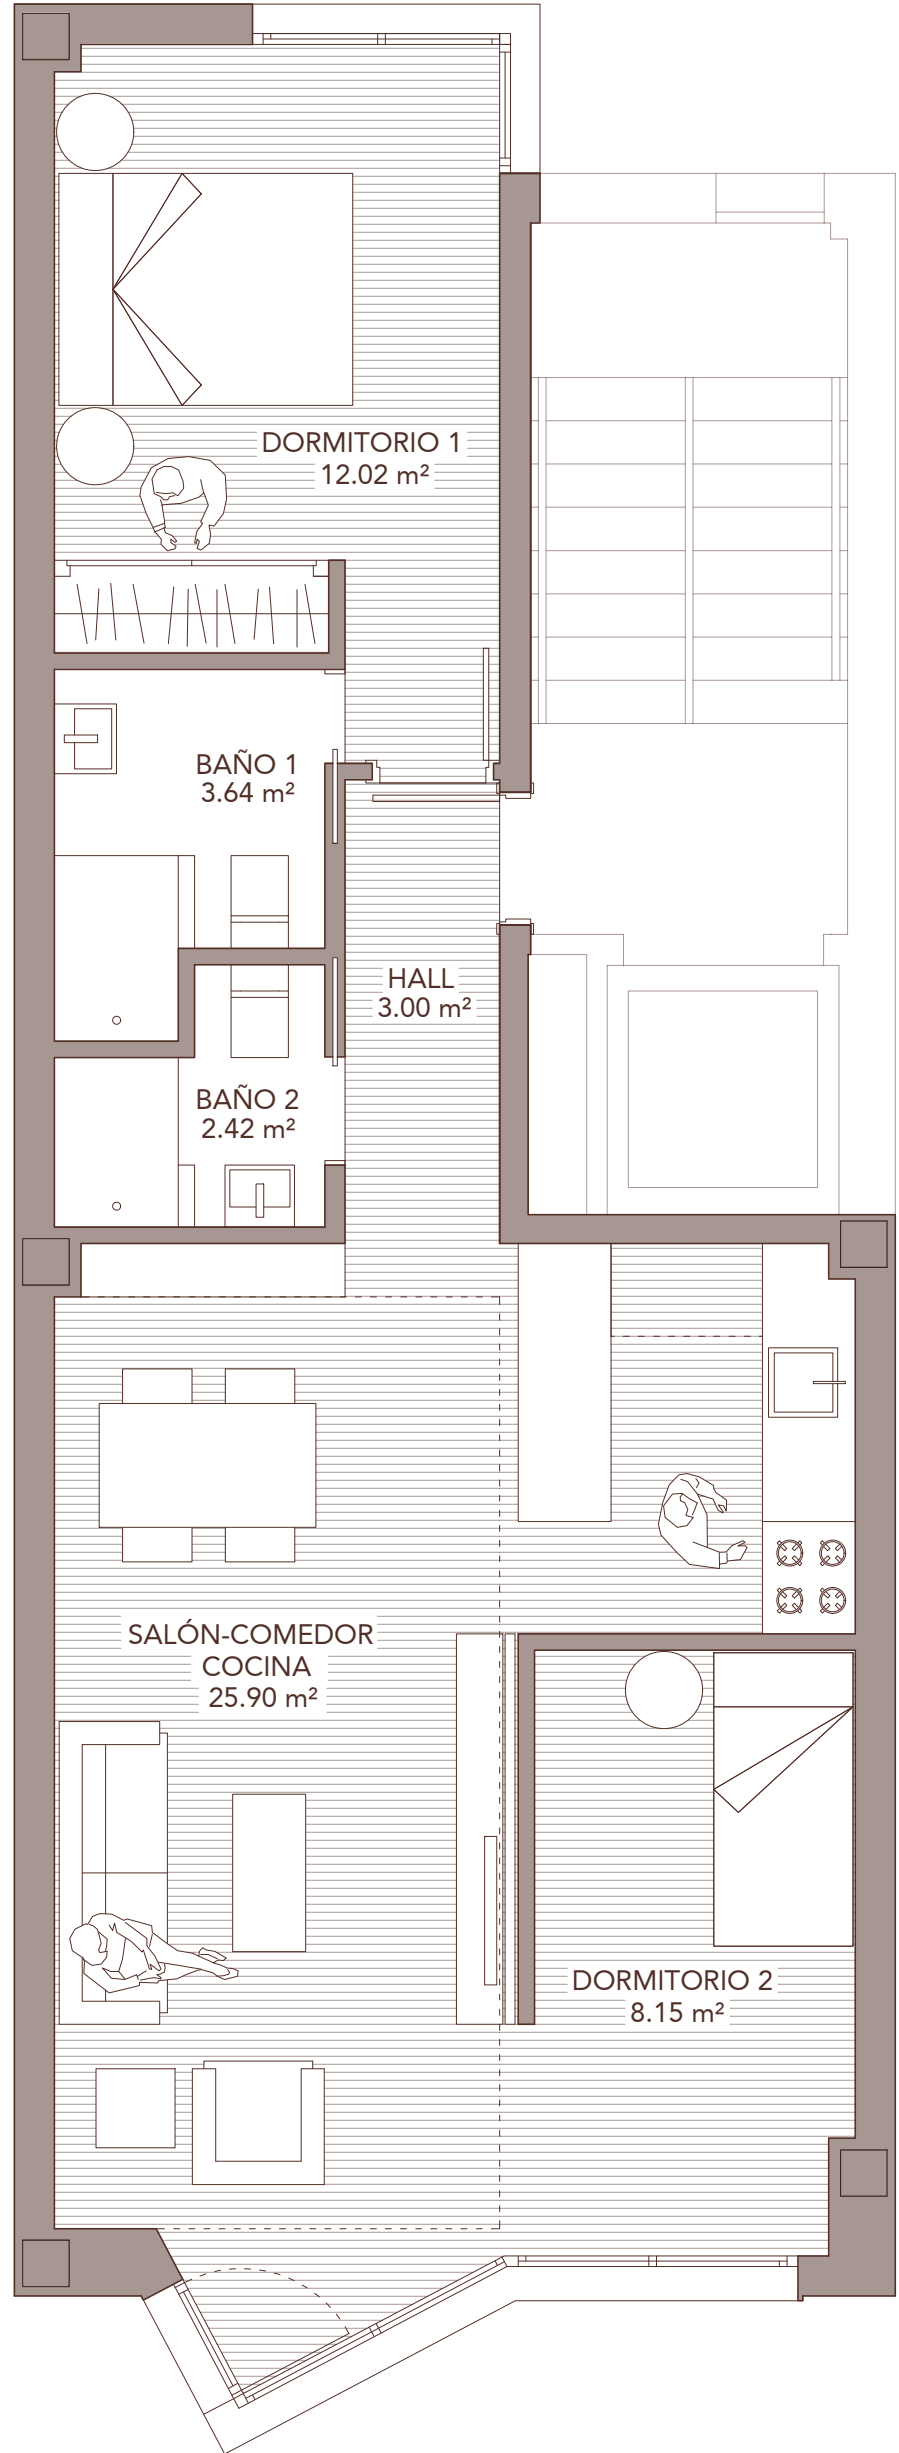 DORMITORIO 1
12.02 m²
BAÑO 1
3.64 m²
HALL
3.00 m²
BAÑO 2
2.42 m²
SALÓN-COMEDOR
COCINA
25.90 m²
DORMITORIO 2
8.15 m²